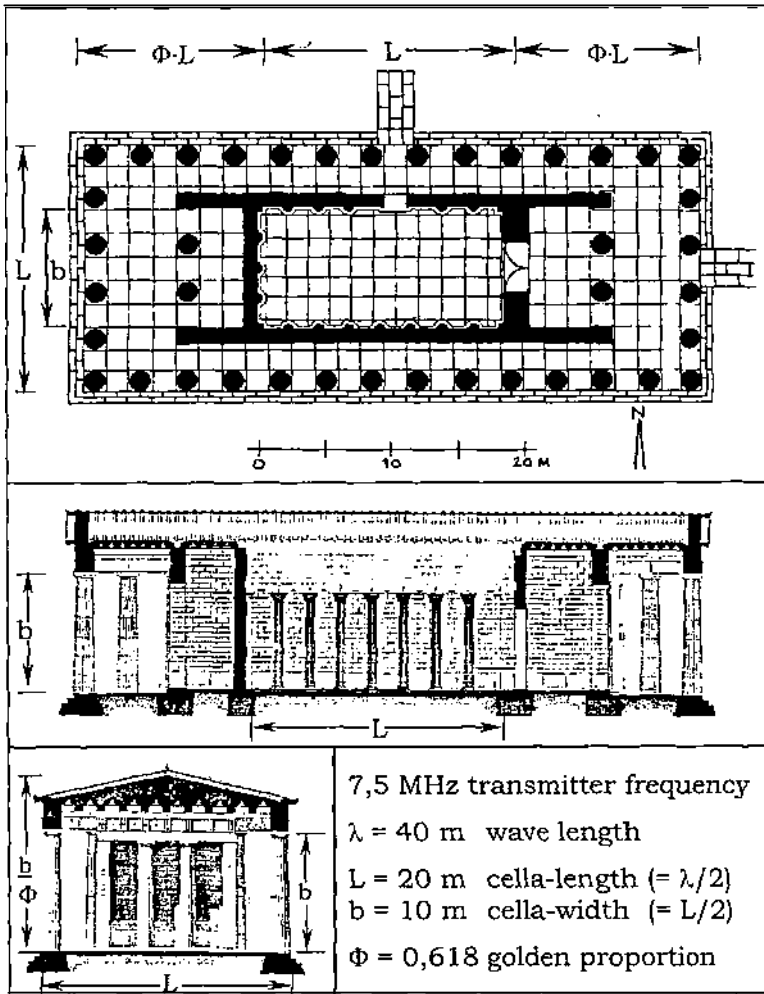 Φ·L L Φ·L
L
b
N
0 10 20 M
b
L
b/Φ
b
L
7,5 MHz transmitter frequency
λ = 40 m wave length
L = 20 m cella-length (= λ/2)
b = 10 m cella-width (= L/2)
Φ = 0,618 golden proportion